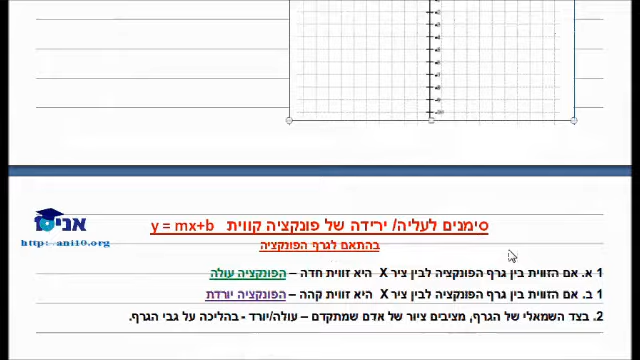 סימנים לעליה/ ירידה של פונקציה קווית y = mx+b
בהתאם לגרף הפונקציה
אני
http://ani10.org
1 א. אם הזווית בין גרף הפונקציה לבין ציר X היא זווית חדה – הפונקציה עולה
1 ב. אם הזווית בין גרף הפונקציה לבין ציר X היא זווית קהה – הפונקציה יורדת
2. בצד השמאלי של הגרף, מציבים ציור של אדם שמתקדם – עולה/יורד - בהליכה על גבי הגרף.